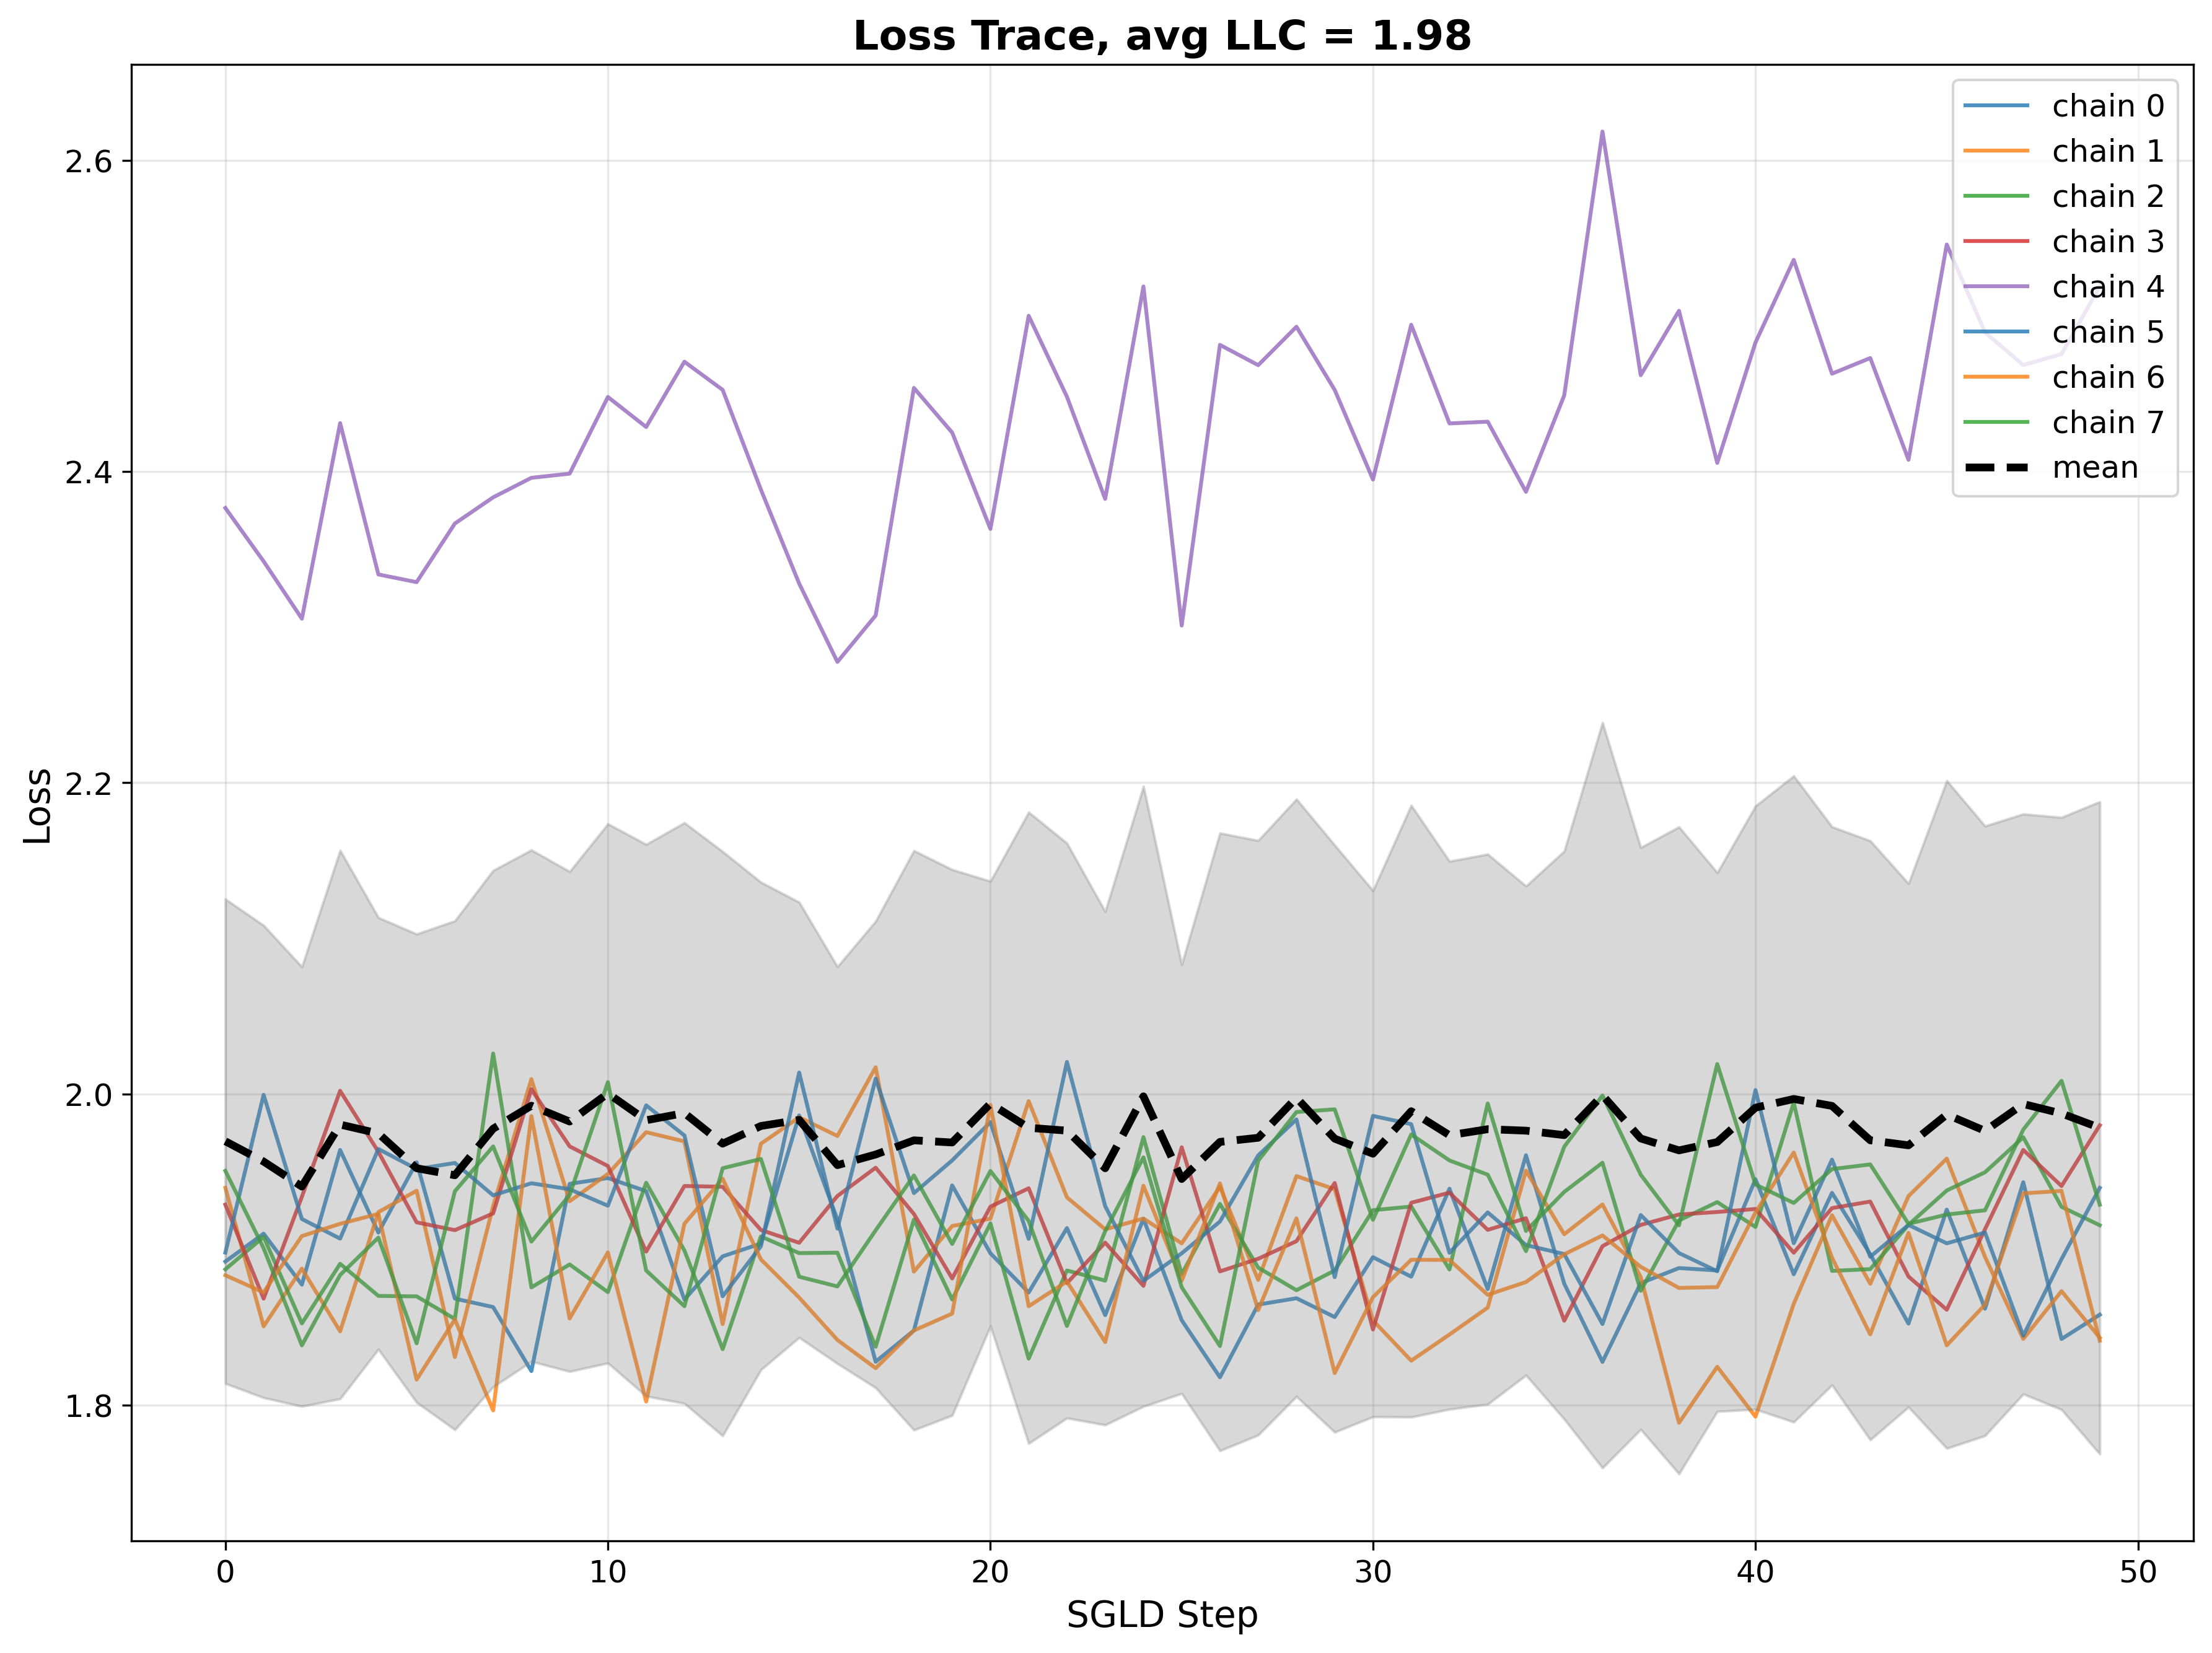 Loss Trace, avg LLC = 1.98
chain 0
chain 1
chain 2
chain 3
chain 4
chain 5
chain 6
chain 7
mean
2.6
2.4
2.2
2.0
1.8
Loss
0 10 20 30 40 50
SGLD Step